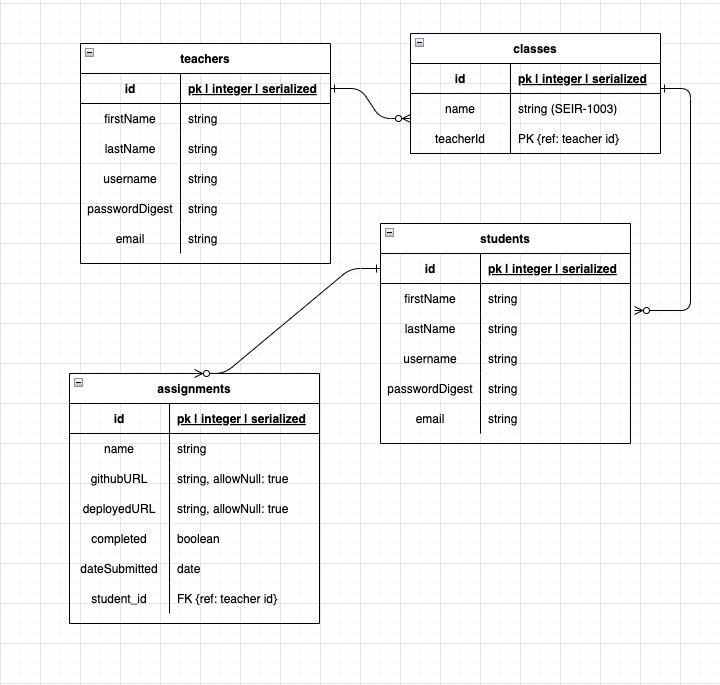 teachers
id pk | integer | serialized
firstName string
lastName string
username string
passwordDigest string
email string
classes
id pk | integer | serialized
name string (SEIR-1003)
teacherId PK {ref: teacher id}
students
id pk | integer | serialized
firstName string
lastName string
username string
passwordDigest string
email string
assignments
id pk | integer | serialized
name string
githubURL string, allowNull: true
deployedURL string, allowNull: true
completed boolean
dateSubmitted date
student_id FK {ref: teacher id}